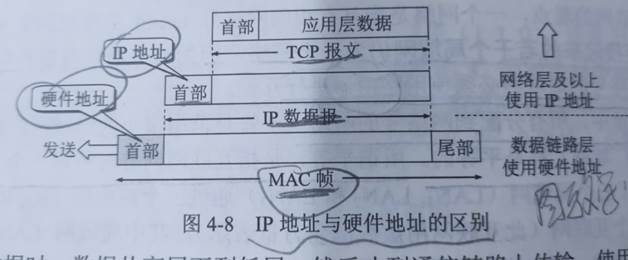 首部 应用层数据
IP 地址
TCP 报文
硬件地址
首部
网络层及以上
使用 IP 地址
IP 数据报
发送
首部
尾部
数据链路层
使用硬件地址
MAC 帧
图 4-8 IP 地址与硬件地址的区别